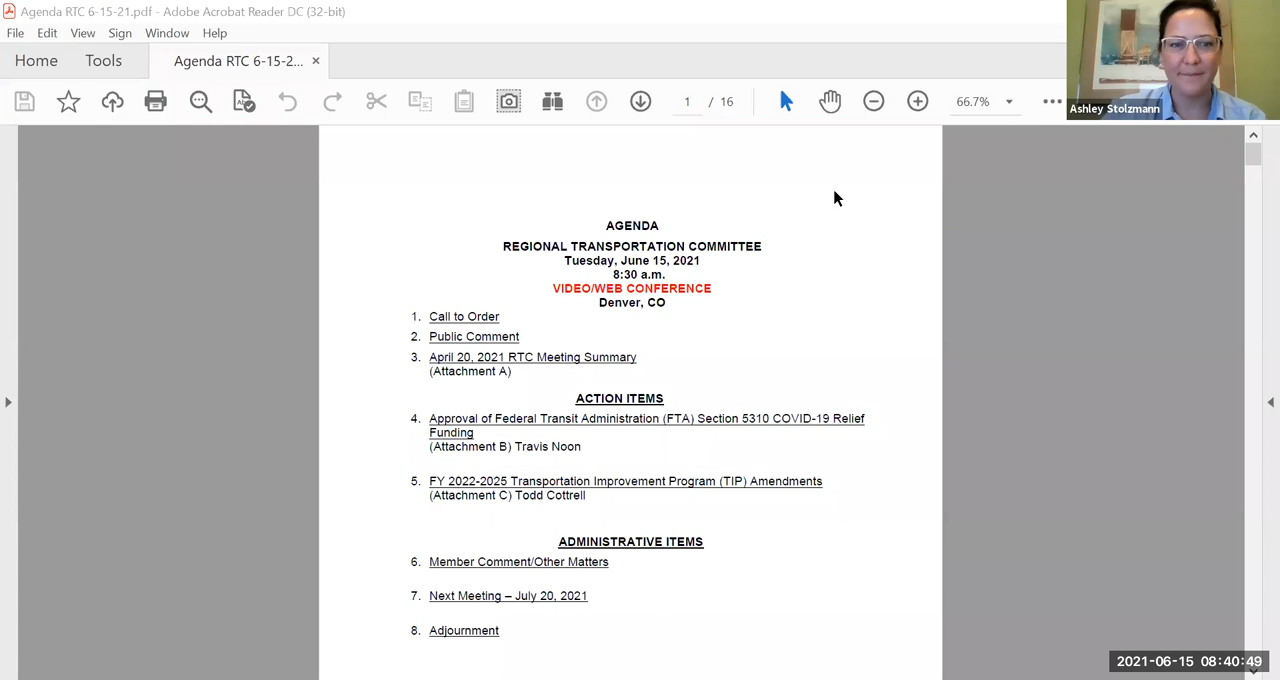 Agenda RTC 6-15-21.pdf - Adobe Acrobat Reader DC (32-bit)
File Edit View Sign Window Help
Home Tools Agenda RTC 6-15-2... ×
1 / 16 66.7%
Ashley Stolzmann
AGENDA
REGIONAL TRANSPORTATION COMMITTEE
Tuesday, June 15, 2021
8:30 a.m.
VIDEO/WEB CONFERENCE
Denver, CO
1. Call to Order
2. Public Comment
3. April 20, 2021 RTC Meeting Summary
(Attachment A)
ACTION ITEMS
4. Approval of Federal Transit Administration (FTA) Section 5310 COVID-19 Relief
Funding
(Attachment B) Travis Noon
5. FY 2022-2025 Transportation Improvement Program (TIP) Amendments
(Attachment C) Todd Cottrell
ADMINISTRATIVE ITEMS
6. Member Comment/Other Matters
7. Next Meeting – July 20, 2021
8. Adjournment
2021-06-15 08:40:49